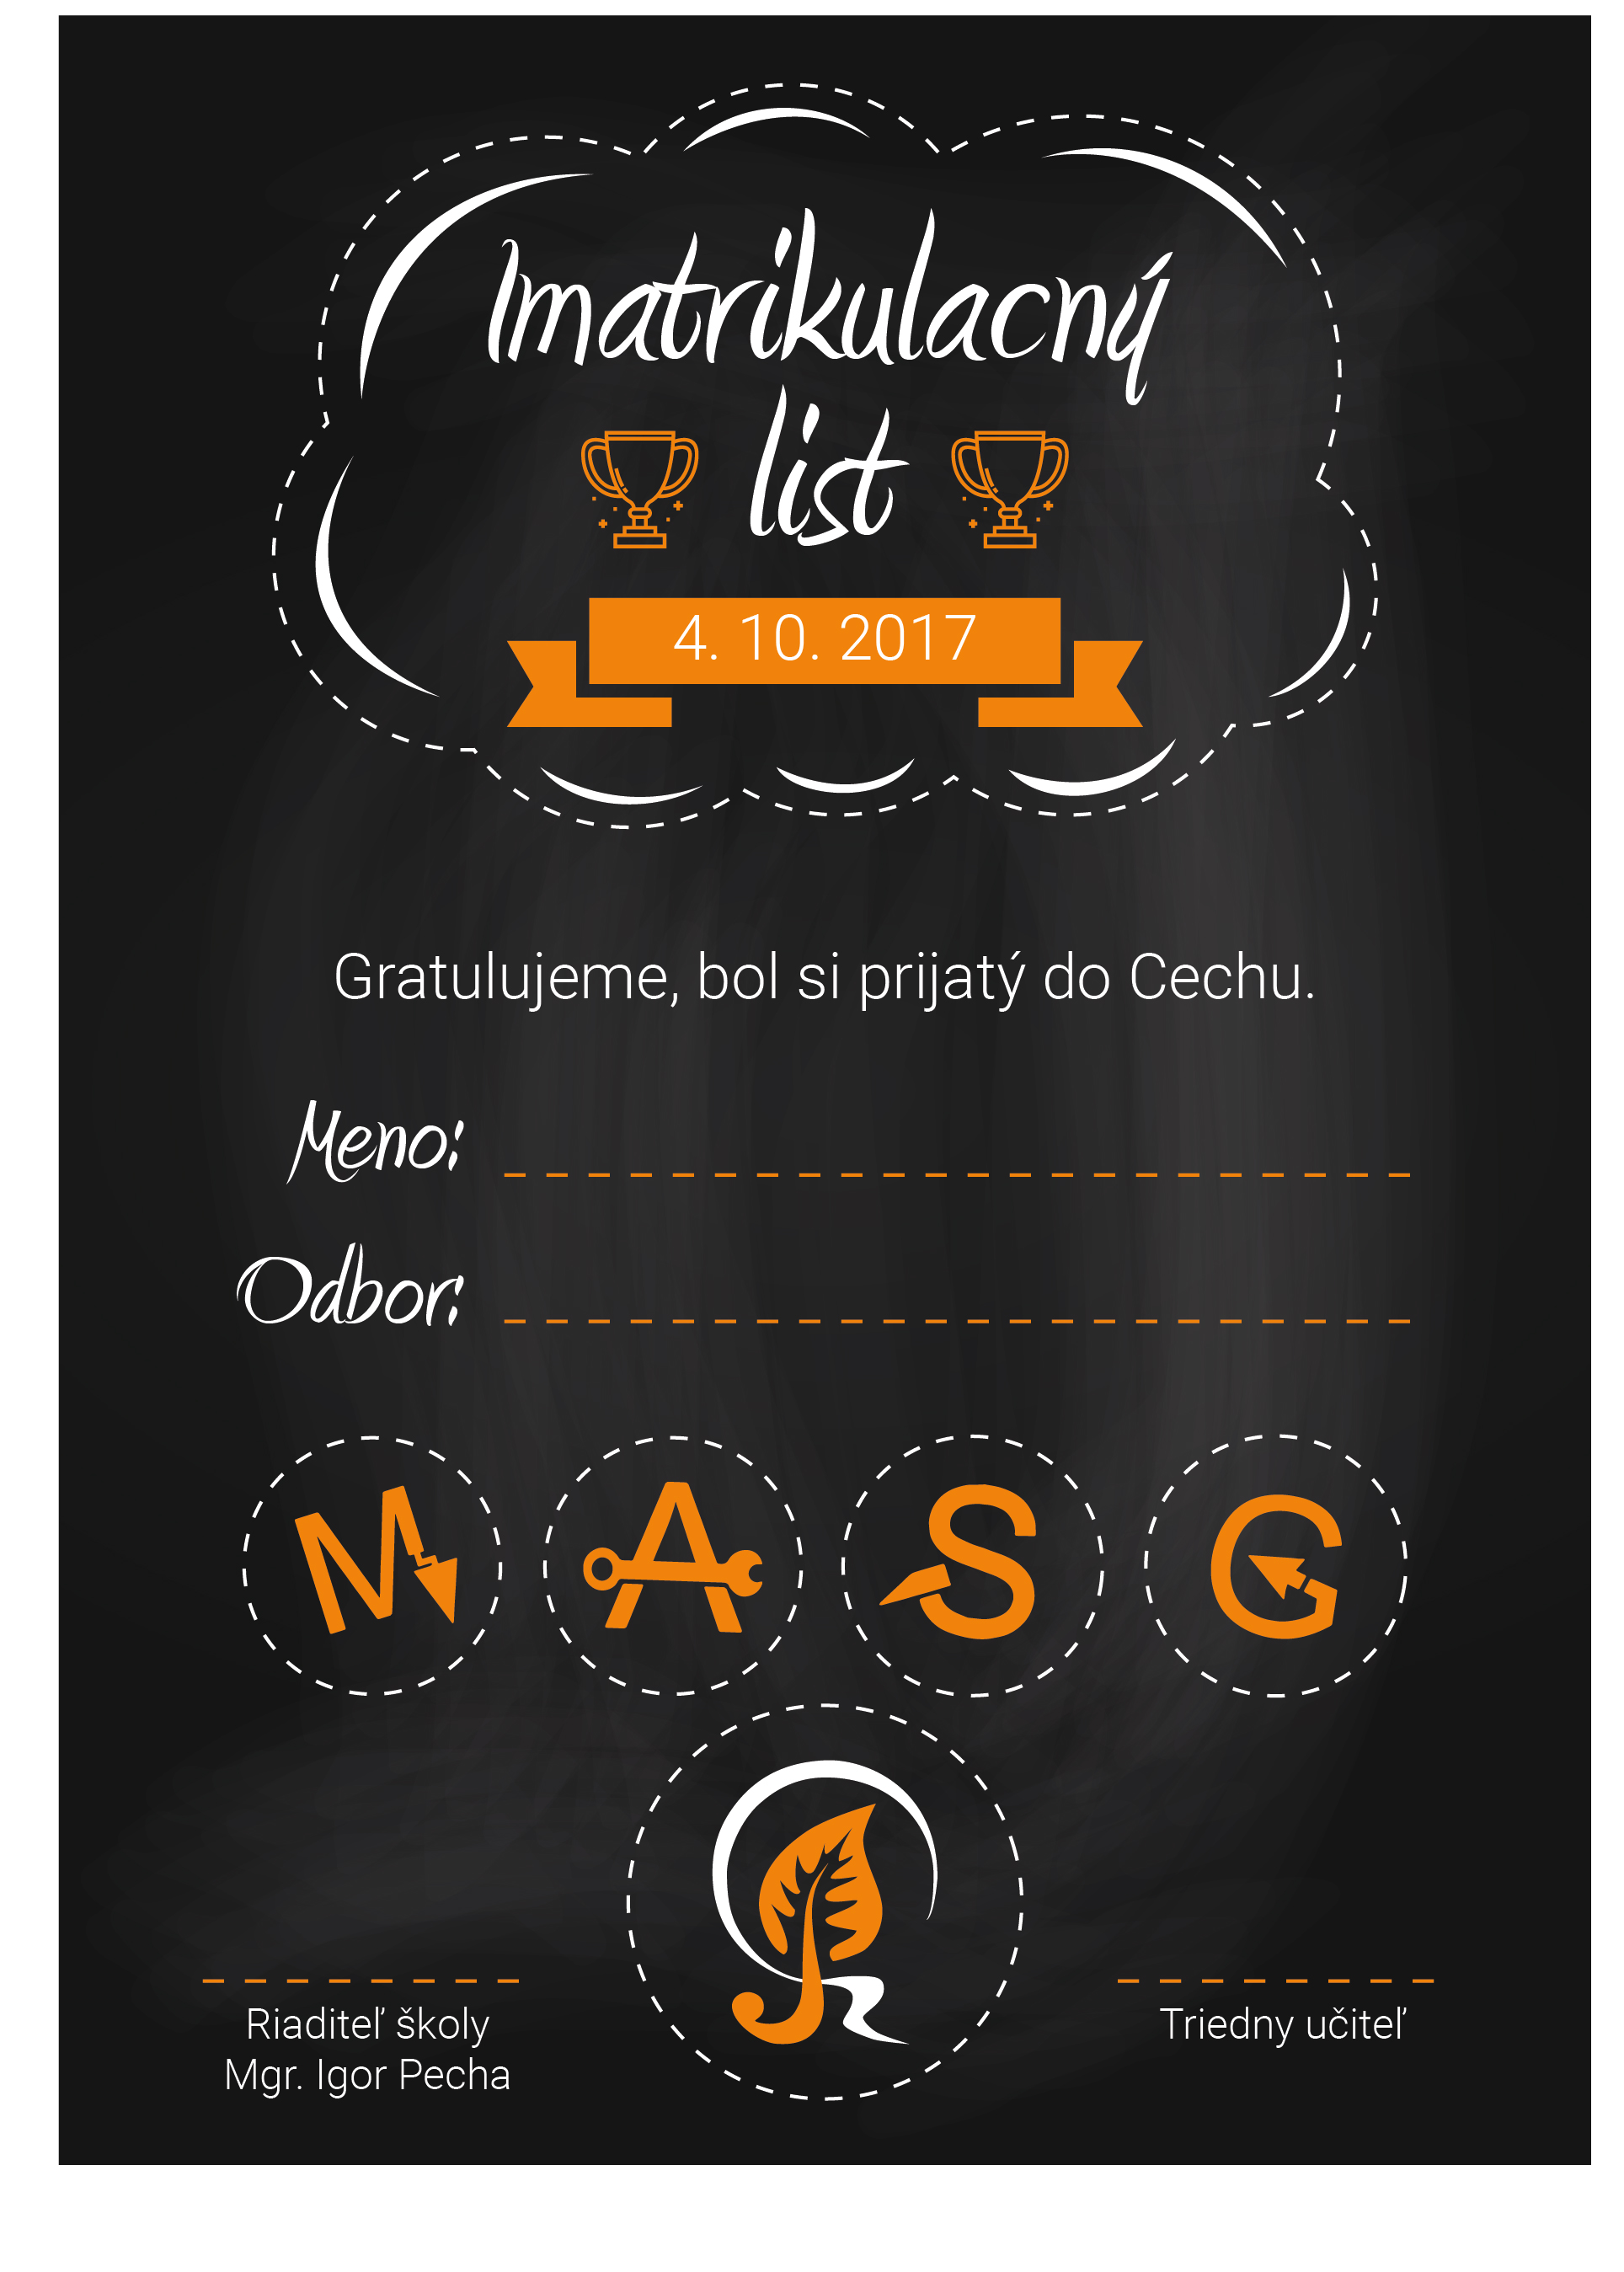 Imatrikulacný
list
4. 10. 2017
Gratulujeme, bol si prijatý do Cechu.
Meno:
Odbor:
M A S G
Riaditeľ školy
Mgr. Igor Pecha
Triedny učiteľ